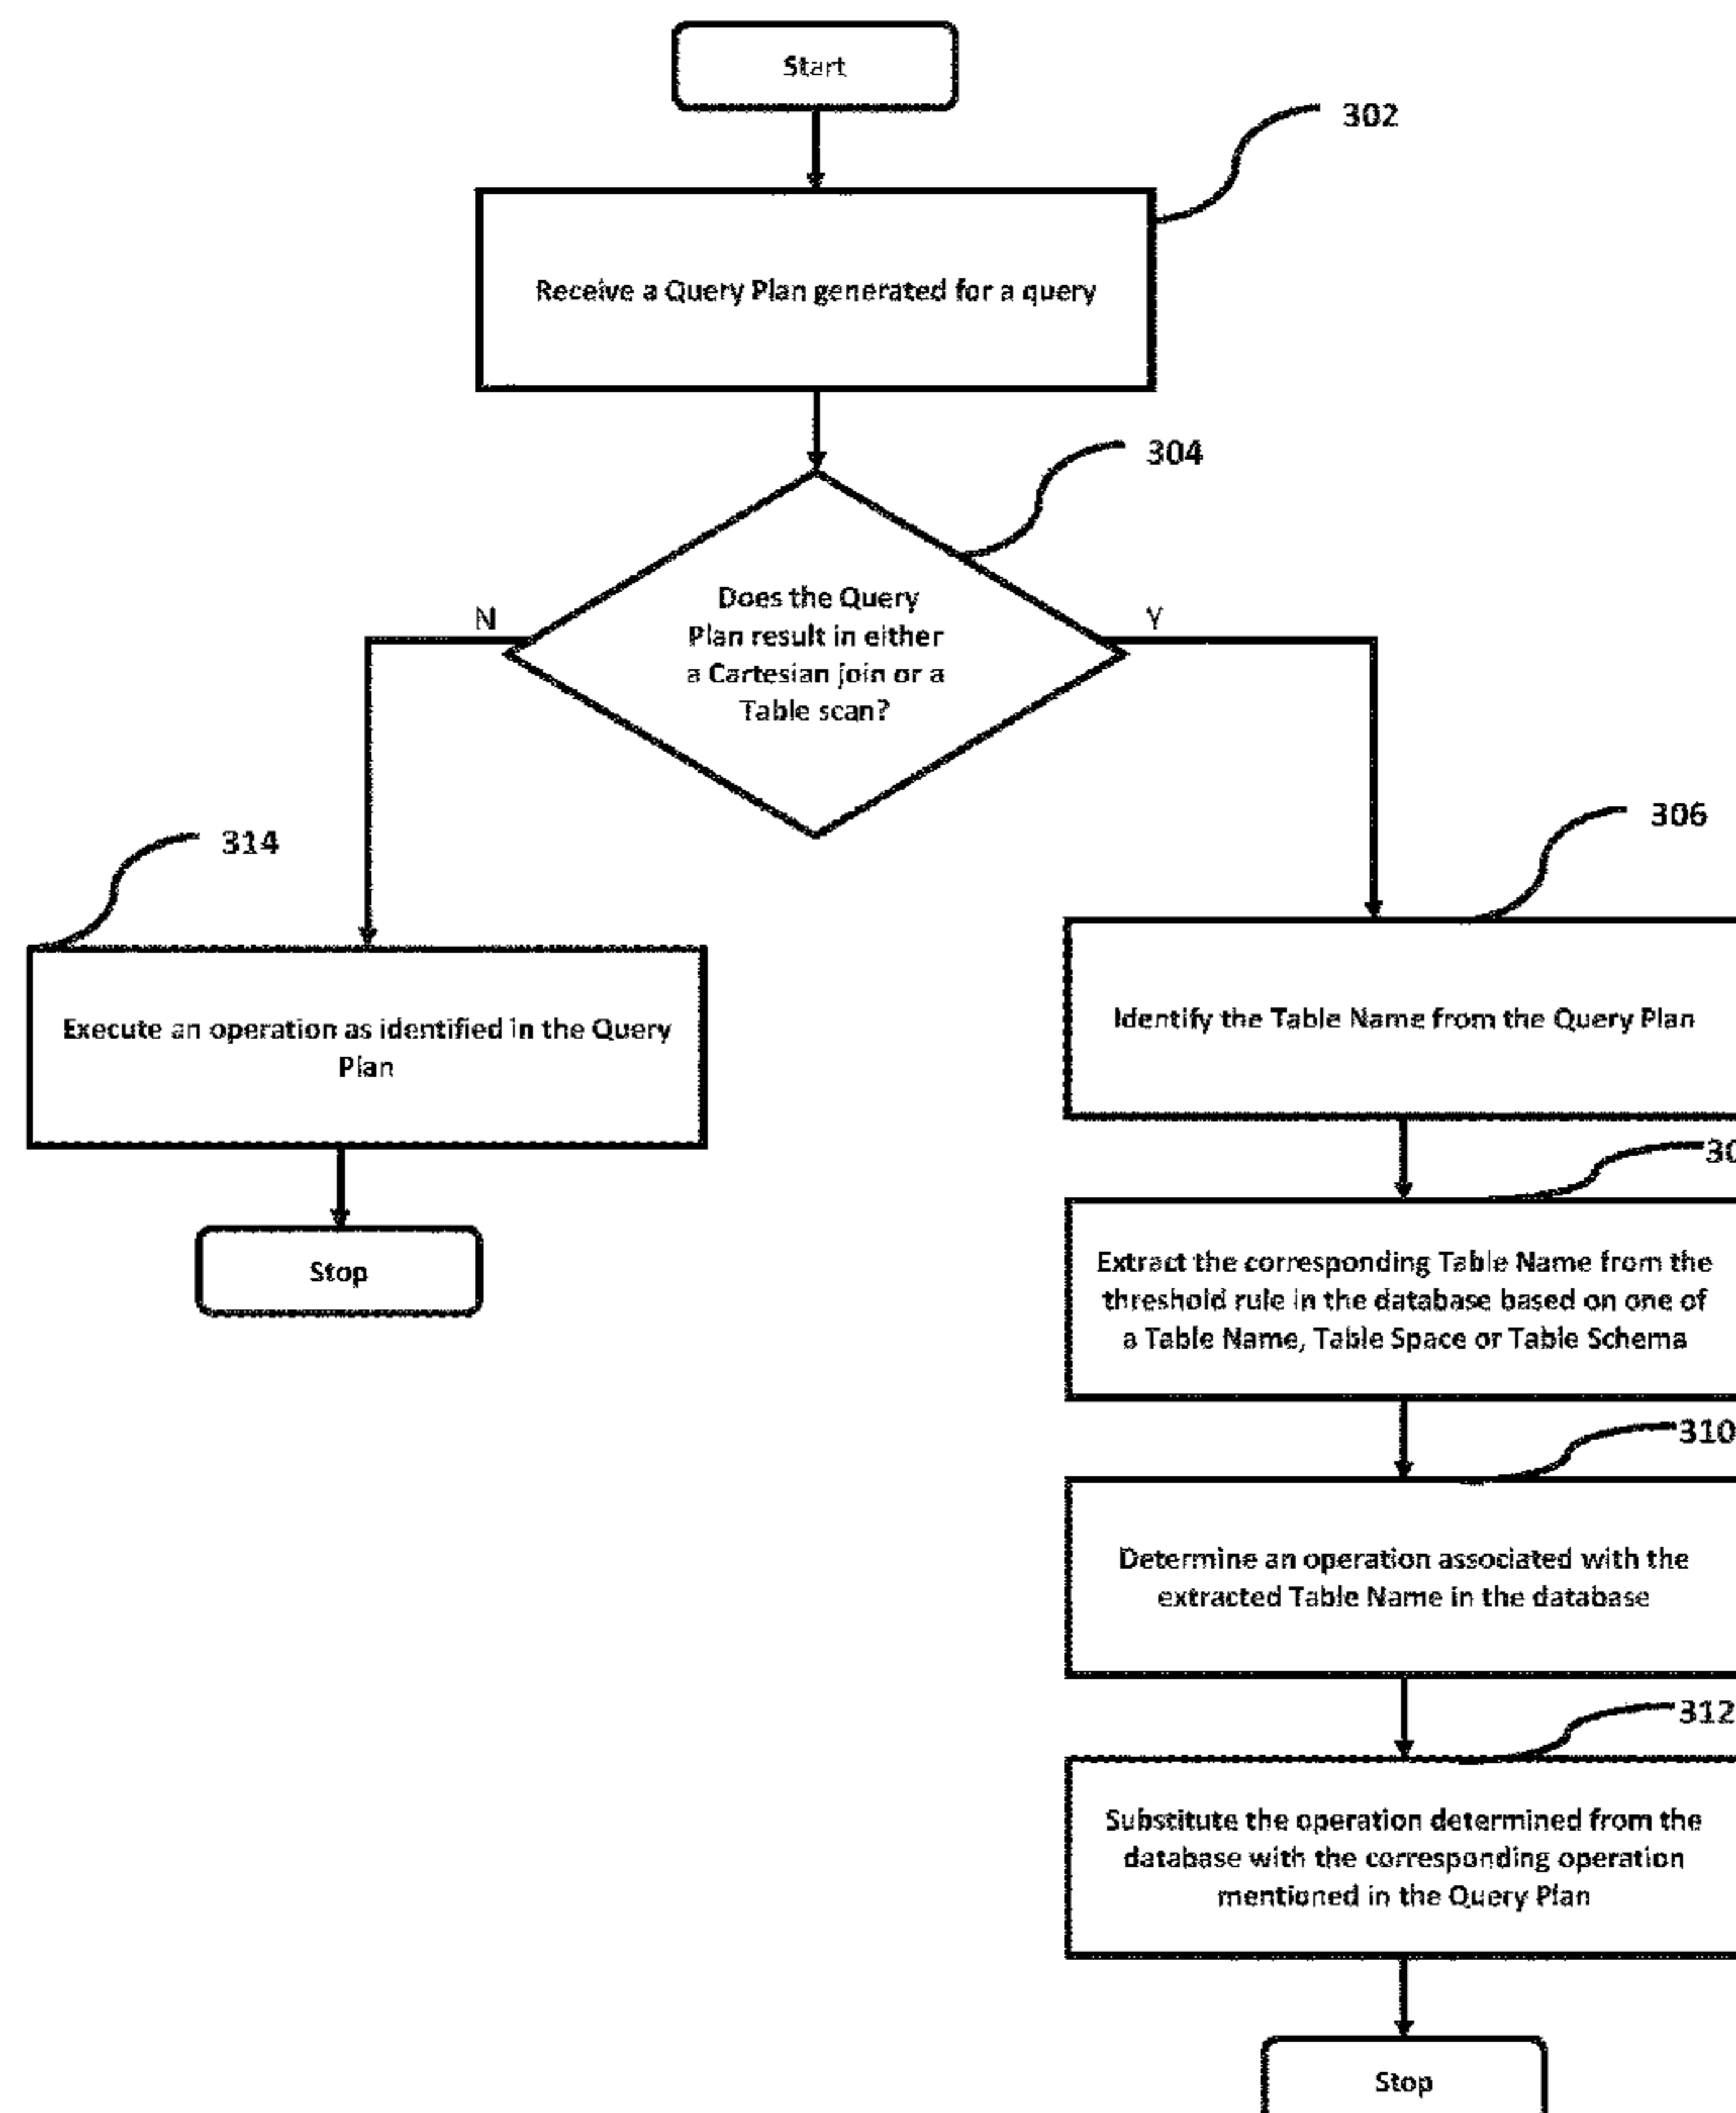 Start
302
Receive a Query Plan generated for a query
304
Does the Query
Plan result in either
a Cartesian join or a
Table scan?
N
Y
306
314
Identify the Table Name from the Query Plan
Execute an operation as identified in the Query
Plan
30
Extract the corresponding Table Name from the
threshold rule in the database based on one of
a Table Name, Table Space or Table Schema
Stop
310
Determine an operation associated with the
extracted Table Name in the database
312
Substitute the operation determined from the
database with the corresponding operation
mentioned in the Query Plan
Stop